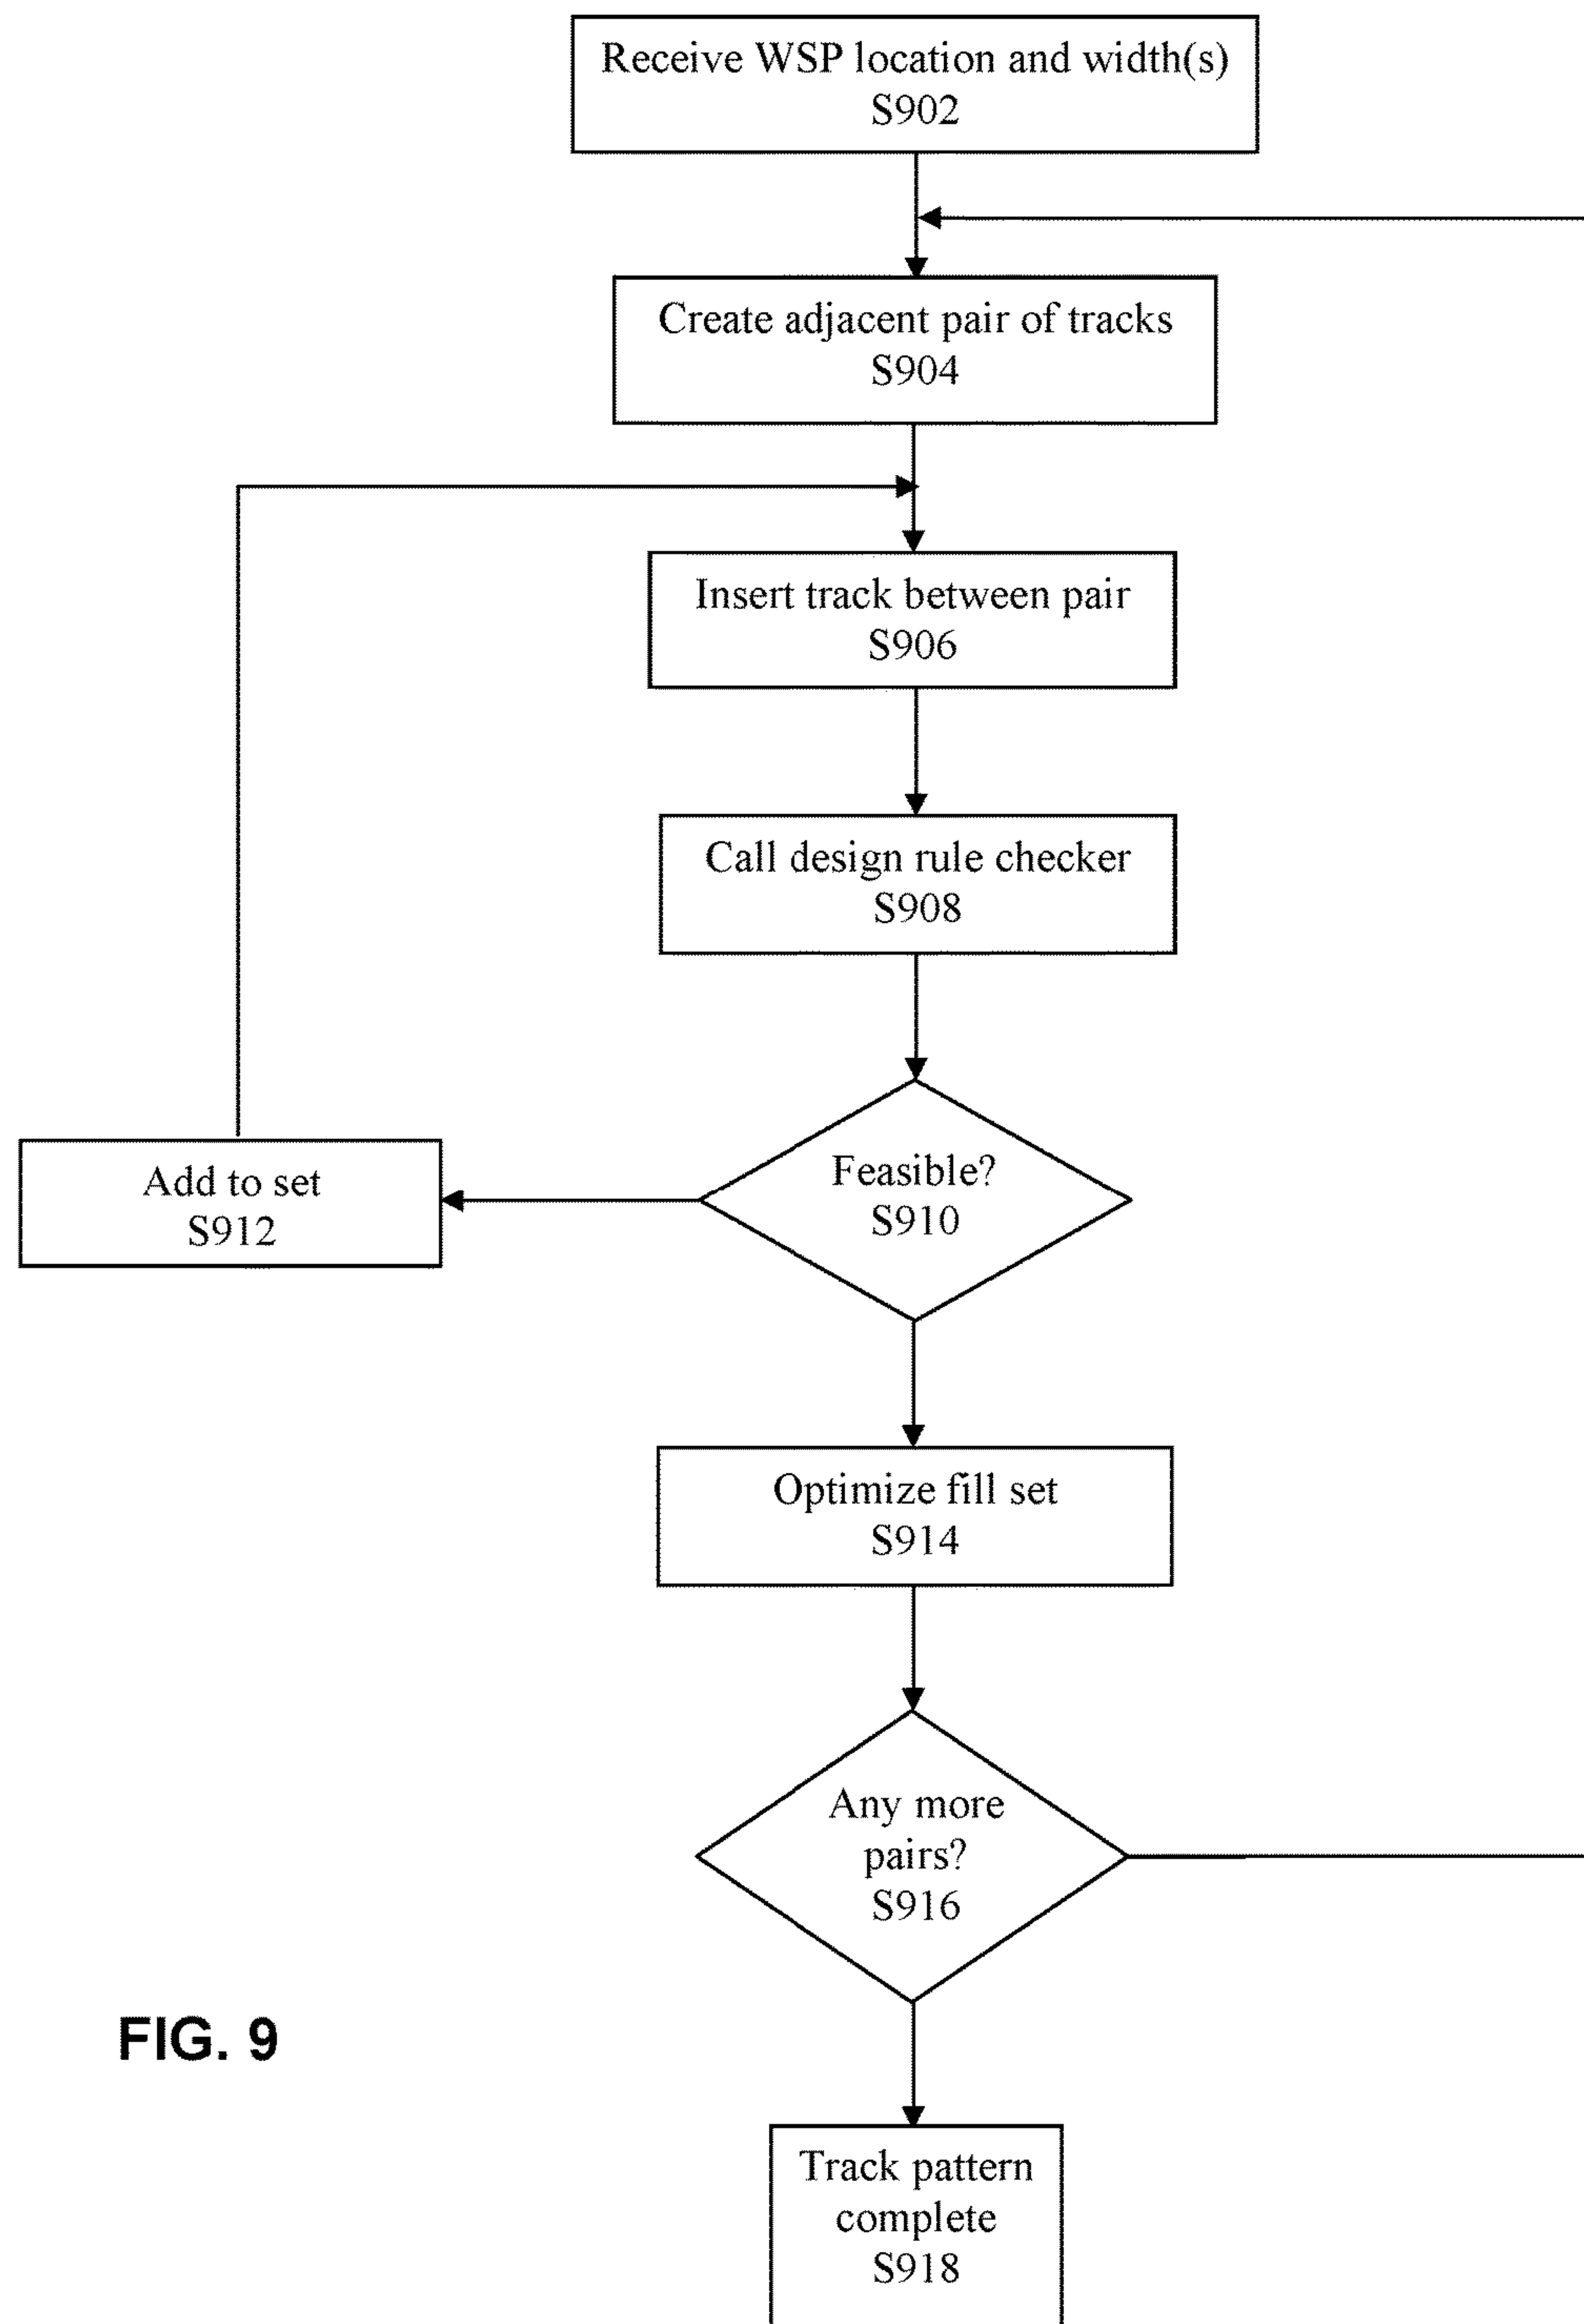 Receive WSP location and width(s)
S902
Create adjacent pair of tracks
S904
Insert track between pair
S906
Call design rule checker
S908
Feasible?
S910
Add to set
S912
Optimize fill set
S914
Any more
pairs?
S916
FIG. 9
Track pattern
complete
S918